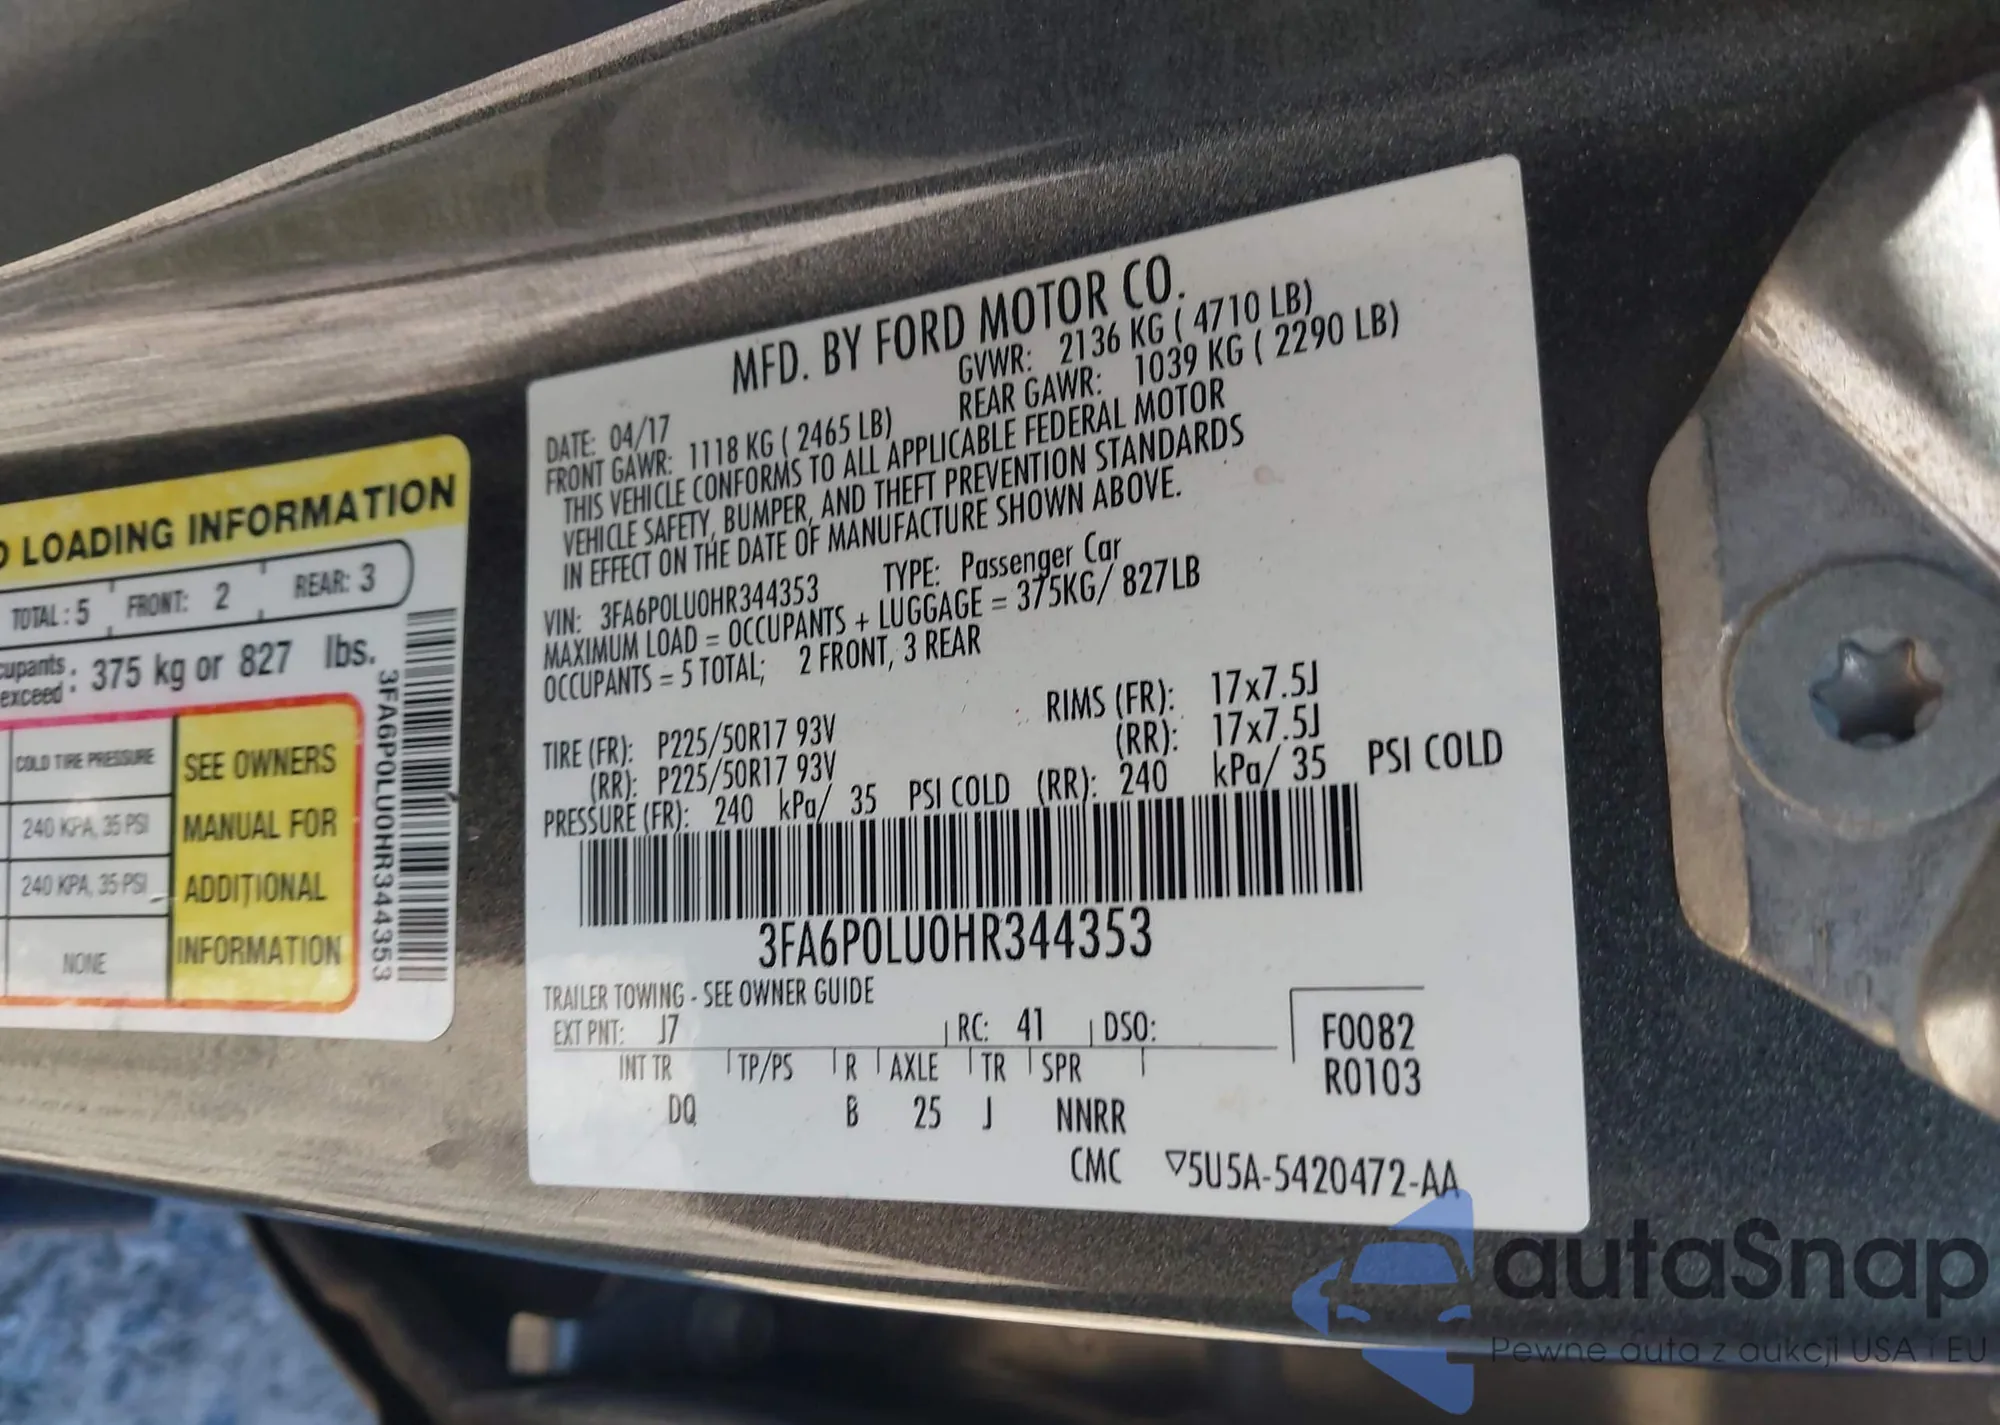 LOADING INFORMATION
TOTAL : 5 FRONT: 2 REAR: 3
375 kg or 827 lbs.
exceed :
COLD TIRE PRESSURE
240 KPA, 35 PSI
240 KPA, 35 PSI
NONE
SEE OWNERS
MANUAL FOR
ADDITIONAL
INFORMATION
3FA6P0LU0HR344353
MFD. BY FORD MOTOR CO.
DATE: 04/17 GVWR: 2136 KG ( 4710 LB)
FRONT GAWR: 1118 KG ( 2465 LB) REAR GAWR: 1039 KG ( 2290 LB)
THIS VEHICLE CONFORMS TO ALL APPLICABLE FEDERAL MOTOR
VEHICLE SAFETY, BUMPER, AND THEFT PREVENTION STANDARDS
IN EFFECT ON THE DATE OF MANUFACTURE SHOWN ABOVE.
VIN: 3FA6P0LU0HR344353 TYPE: Passenger Car
MAXIMUM LOAD = OCCUPANTS + LUGGAGE = 375KG/ 827LB
OCCUPANTS = 5 TOTAL; 2 FRONT, 3 REAR
TIRE (FR): P225/50R17 93V RIMS (FR): 17x7.5J
(RR): P225/50R17 93V (RR): 17x7.5J
PRESSURE (FR): 240 kPa/ 35 PSI COLD (RR): 240 kPa/ 35 PSI COLD
3FA6P0LU0HR344353
TRAILER TOWING - SEE OWNER GUIDE
EXT PNT: J7 RC: 41 DSO: F0082
INT TR TP/PS R AXLE TR SPR R0103
DQ B 25 J NNRR
CMC ▽5U5A-5420472-AA
autaSnap
Pewne auta z aukcji USA i EU